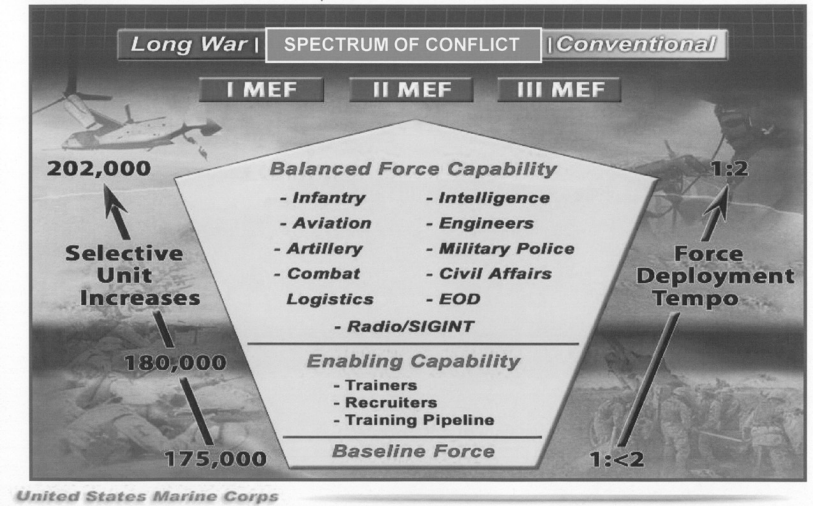 Long War | SPECTRUM OF CONFLICT | Conventional
I MEF II MEF III MEF
202,000
Selective
Unit
Increases
180,000
175,000
Balanced Force Capability
- Infantry - Intelligence
- Aviation - Engineers
- Artillery - Military Police
- Combat - Civil Affairs
Logistics - EOD
- Radio/SIGINT
Enabling Capability
- Trainers
- Recruiters
- Training Pipeline
Baseline Force
1:2
Force
Deployment
Tempo
1:<2
United States Marine Corps